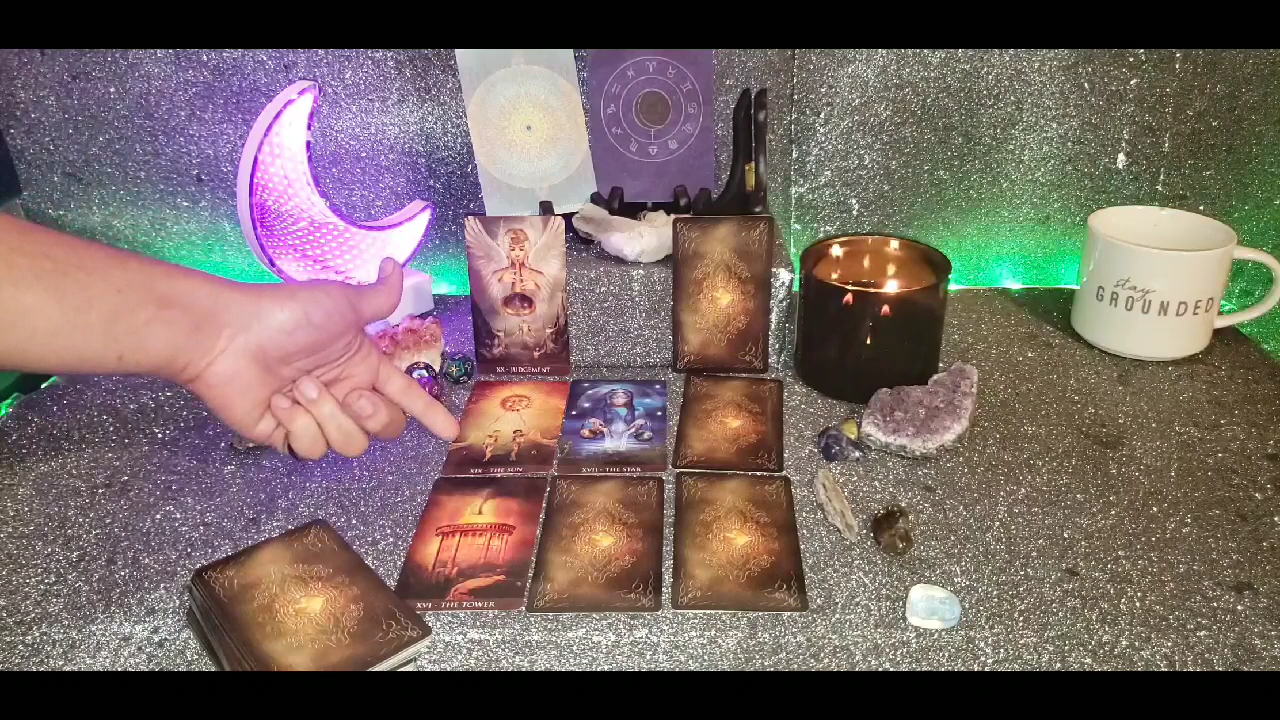 stay
GROUNDED
XX - JUDGEMENT
XIX - THE SUN
XVII - THE STAR
XVI - THE TOWER